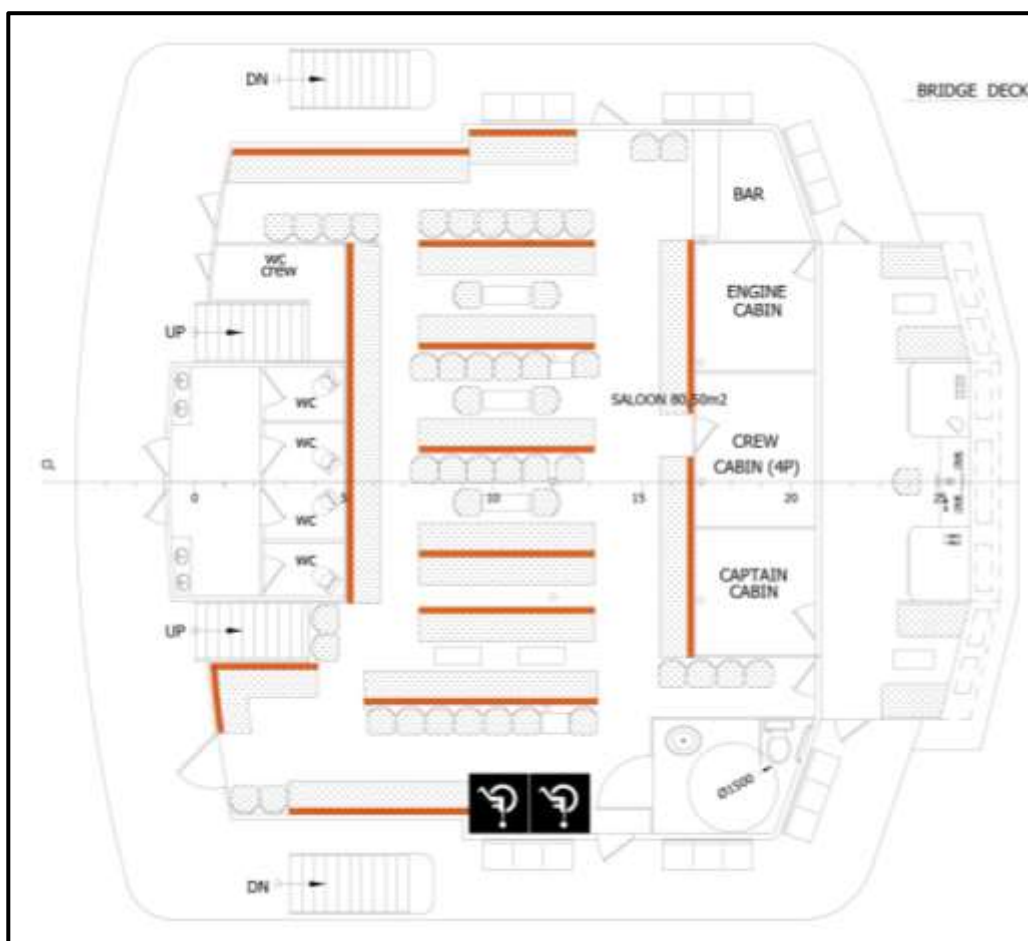 DN
BRIDGE DECK
BAR
wc
crew
ENGINE
CABIN
UP
SALOON 80,50m2
WC
WC
CREW
CABIN (4P)
0
5
10
15
20
WC
WC
CAPTAIN
CABIN
UP
Ø1500
DN